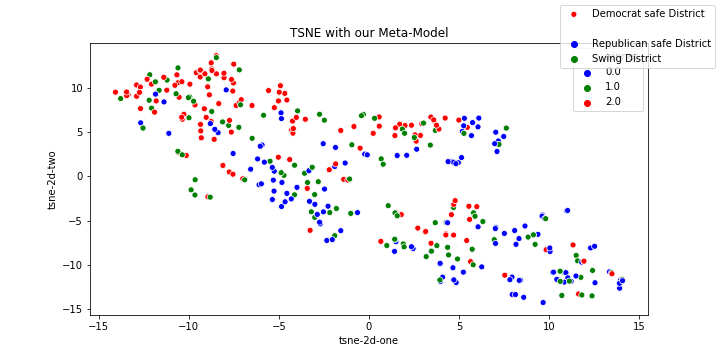 TSNE with our Meta-Model
Democrat safe District
Republican safe District
Swing District
0.0
1.0
2.0
10
5
0
−5
−10
−15
tsne-2d-two
−15
−10
−5
0
5
10
15
tsne-2d-one